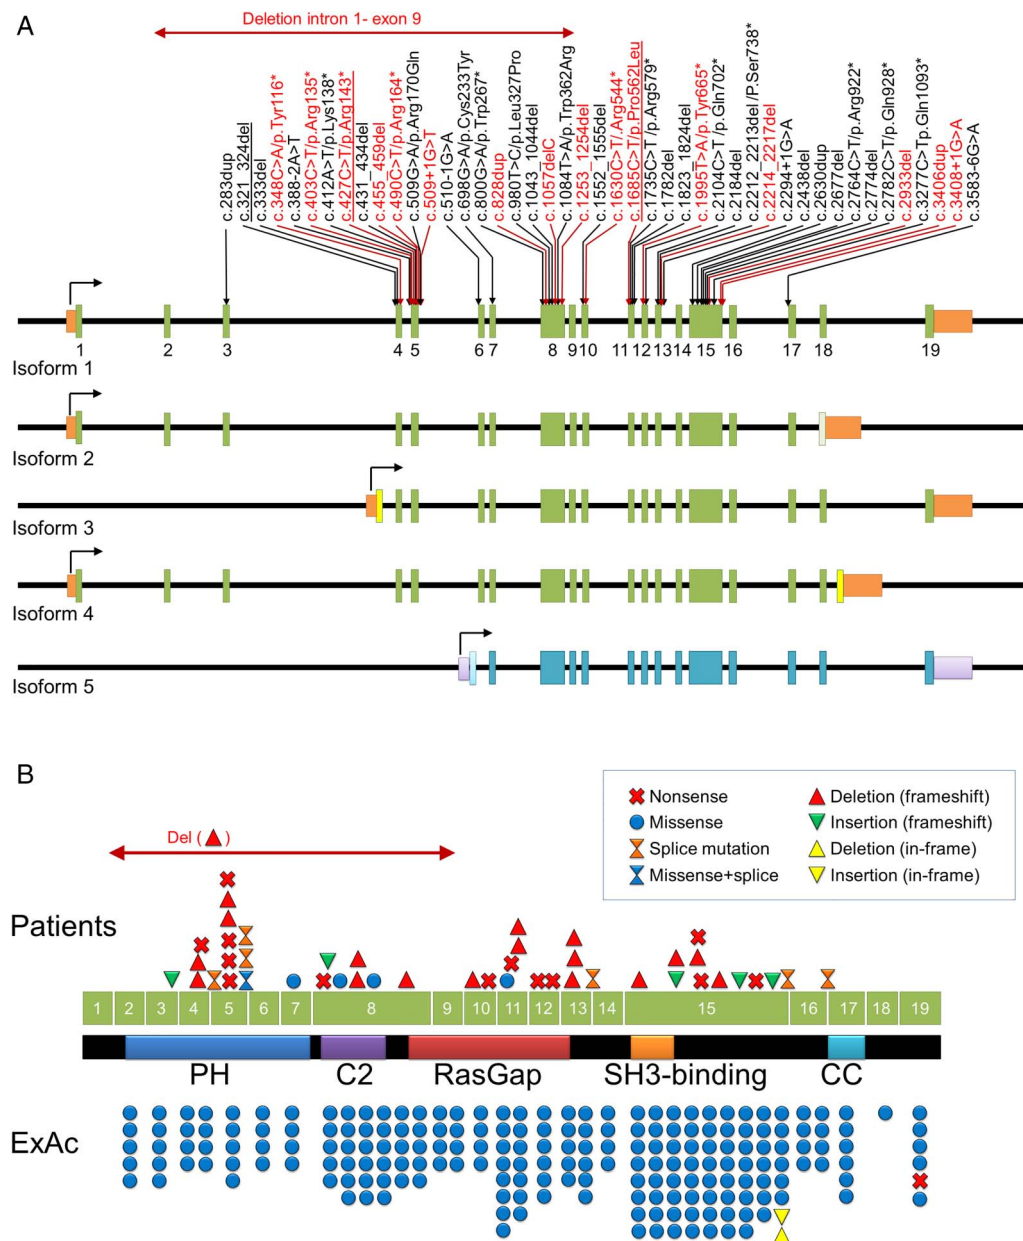 A
Deletion intron 1- exon 9
c.283dup
c.321_324del
c.333del
c.348C>A/p.Tyr116*
c.403C>T/p.Arg135*
c.388-2A>T
c.412A>T/p.Lys138*
c.427C>T/p.Arg143*
c.431_434del
c.455_459del
c.490C>T/p.Arg164*
c.509G>A/p.Arg170Gln
c.509+1G>T
c.510-1G>A
c.698G>A/p.Cys233Tyr
c.800G>A/p.Trp267*
c.828dup
c.980T>C/p.Leu327Pro
c.1043_1044del
c.1057delC
c.1084T>A/p.Trp362Arg
c.1253_1254del
c.1552_1555del
c.1630C>T/.Arg544*
c.1685C>T/p.Pro562Leu
c.1735C>T /p.Arg579*
c.1782del
c.1823_1824del
c.1995T>A/p.Tyr665*
c.2104C>T/p.Gln702*
c.2184del
c.2212_2213del /P.Ser738*
c.2214_2217del
c.2294+1G>A
c.2438del
c.2630dup
c.2677del
c.2764C>T/p.Arg922*
c.2774del
c.2782C>T/p.Gln928*
c.3277C>Tp.Gln1093*
c.2933del
c.3406dup
c.3408+1G>A
c.3583-6G>A
1 2 3 4 5 6 7 8 9 10 11 12 13 14 15 16 17 18 19
Isoform 1
Isoform 2
Isoform 3
Isoform 4
Isoform 5
B
Nonsense
Missense
Splice mutation
Missense+splice
Deletion (frameshift)
Insertion (frameshift)
Deletion (in-frame)
Insertion (in-frame)
Del ( )
Patients
1 2 3 4 5 6 7 8 9 10 11 12 13 14 15 16 17 18 19
PH C2 RasGap SH3-binding CC
ExAc